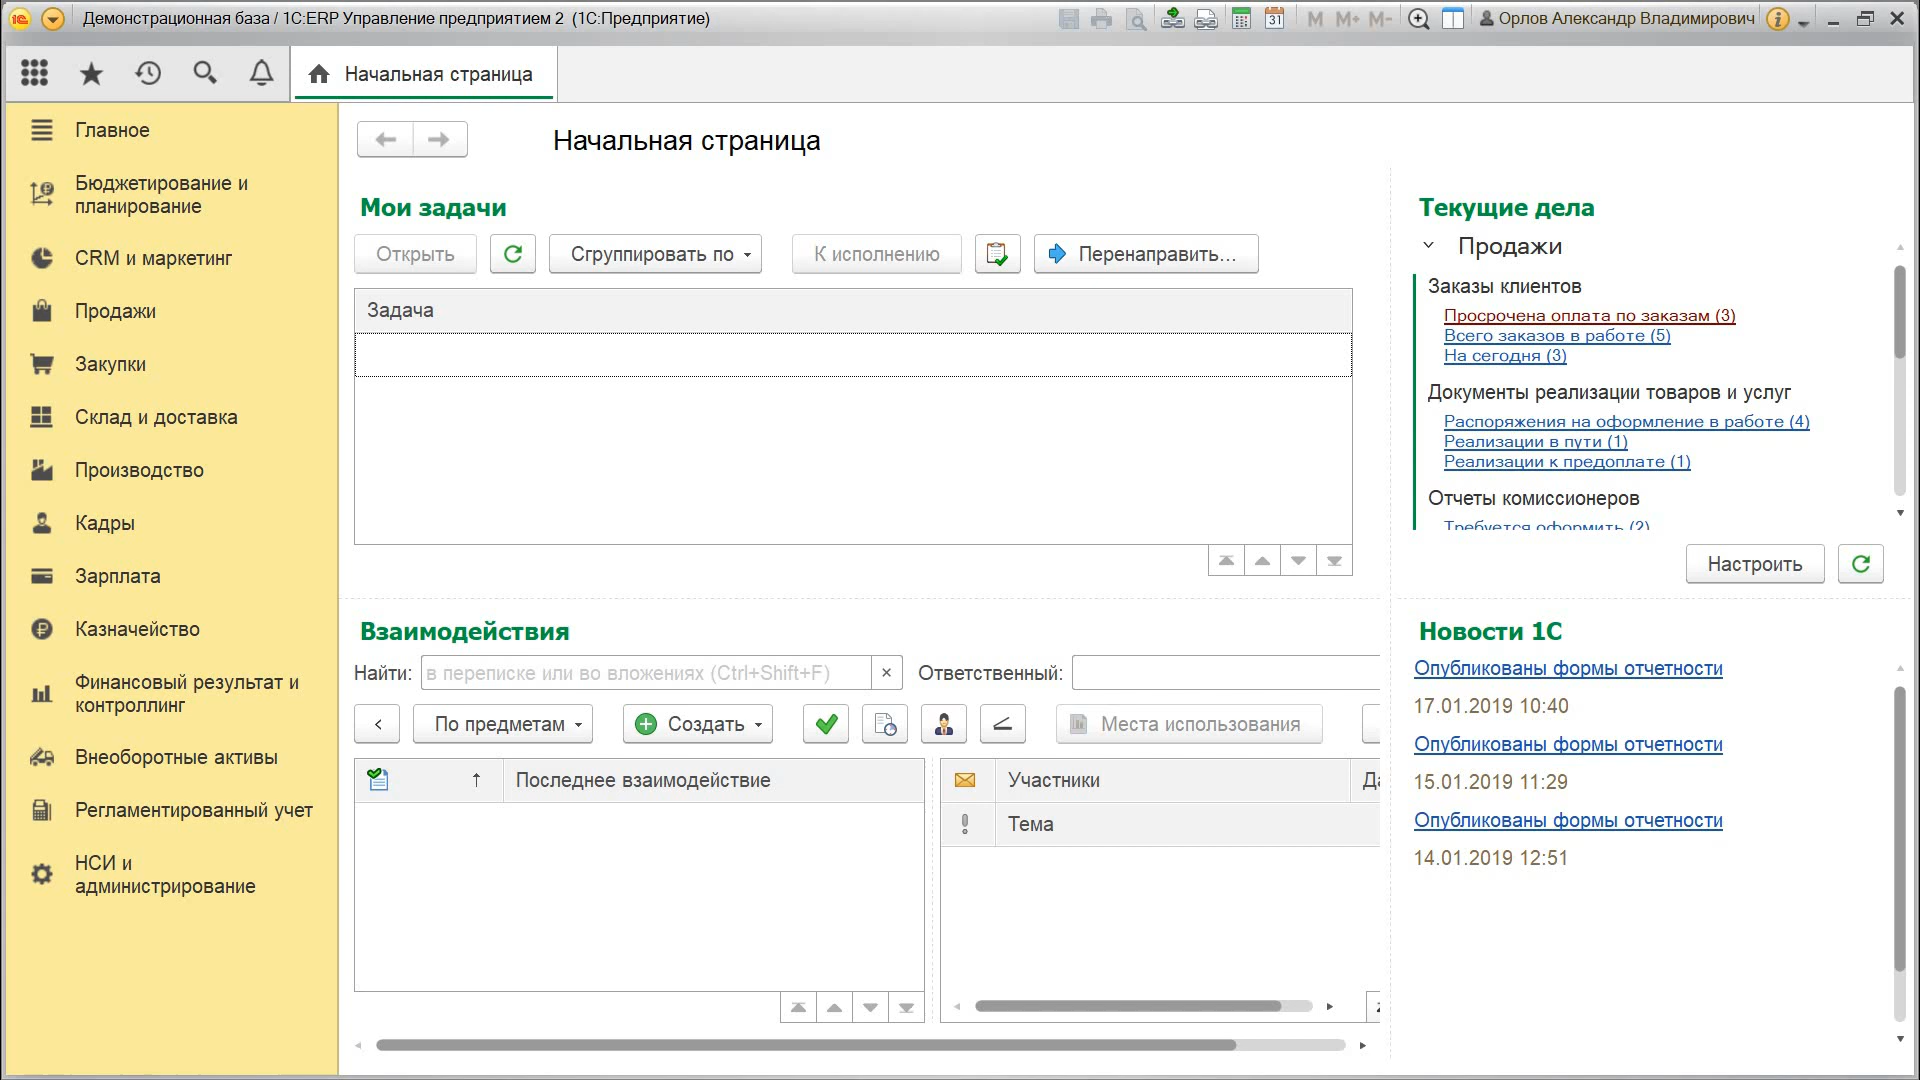 Демонстрационная база / 1С:ERP Управление предприятием 2 (1С:Предприятие)
31
M M+ M-
Орлов Александр Владимирович
Начальная страница
Главное
Бюджетирование и
планирование
CRM и маркетинг
Продажи
Закупки
Склад и доставка
Производство
Кадры
Зарплата
Казначейство
Финансовый результат и
контроллинг
Внеоборотные активы
Регламентированный учет
НСИ и
администрирование
Начальная страница
Мои задачи
Открыть
Сгруппировать по
К исполнению
Перенаправить...
Задача
Взаимодействия
Найти: в переписке или во вложениях (Ctrl+Shift+F) × Ответственный:
По предметам
Создать
Места использования
Последнее взаимодействие
Участники
Тема
Текущие дела
Продажи
Заказы клиентов
Просрочена оплата по заказам (3)
Всего заказов в работе (5)
На сегодня (3)
Документы реализации товаров и услуг
Распоряжения на оформление в работе (4)
Реализации в пути (1)
Реализации к предоплате (1)
Отчеты комиссионеров
Требуется оформить (2)
Настроить
Новости 1С
Опубликованы формы отчетности
17.01.2019 10:40
Опубликованы формы отчетности
15.01.2019 11:29
Опубликованы формы отчетности
14.01.2019 12:51